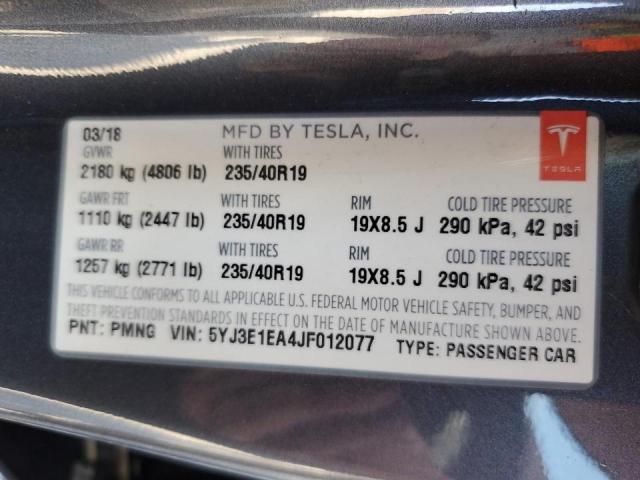 03/18 MFD BY TESLA, INC.
GVWR WITH TIRES
2180 kg (4806 lb) 235/40R19
TESLA
GAWR FRT WITH TIRES RIM COLD TIRE PRESSURE
1110 kg (2447 lb) 235/40R19 19X8.5 J 290 kPa, 42 psi
GAWR RR WITH TIRES RIM COLD TIRE PRESSURE
1257 kg (2771 lb) 235/40R19 19X8.5 J 290 kPa, 42 psi
THIS VEHICLE CONFORMS TO ALL APPLICABLE U.S. FEDERAL MOTOR VEHICLE SAFETY, BUMPER, AND
THEFT PREVENTION STANDARDS IN EFFECT ON THE DATE OF MANUFACTURE SHOWN ABOVE.
PNT: PMNG VIN: 5YJ3E1EA4JF012077 TYPE: PASSENGER CAR